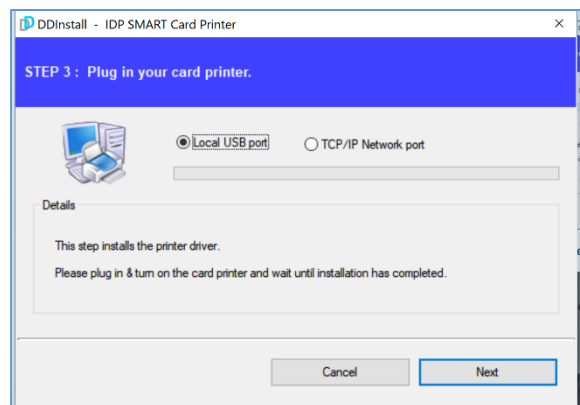 DDInstall - IDP SMART Card Printer
STEP 3 : Plug in your card printer.
Local USB port
TCP/IP Network port
Details
This step installs the printer driver.
Please plug in & turn on the card printer and wait until installation has completed.
Cancel
Next